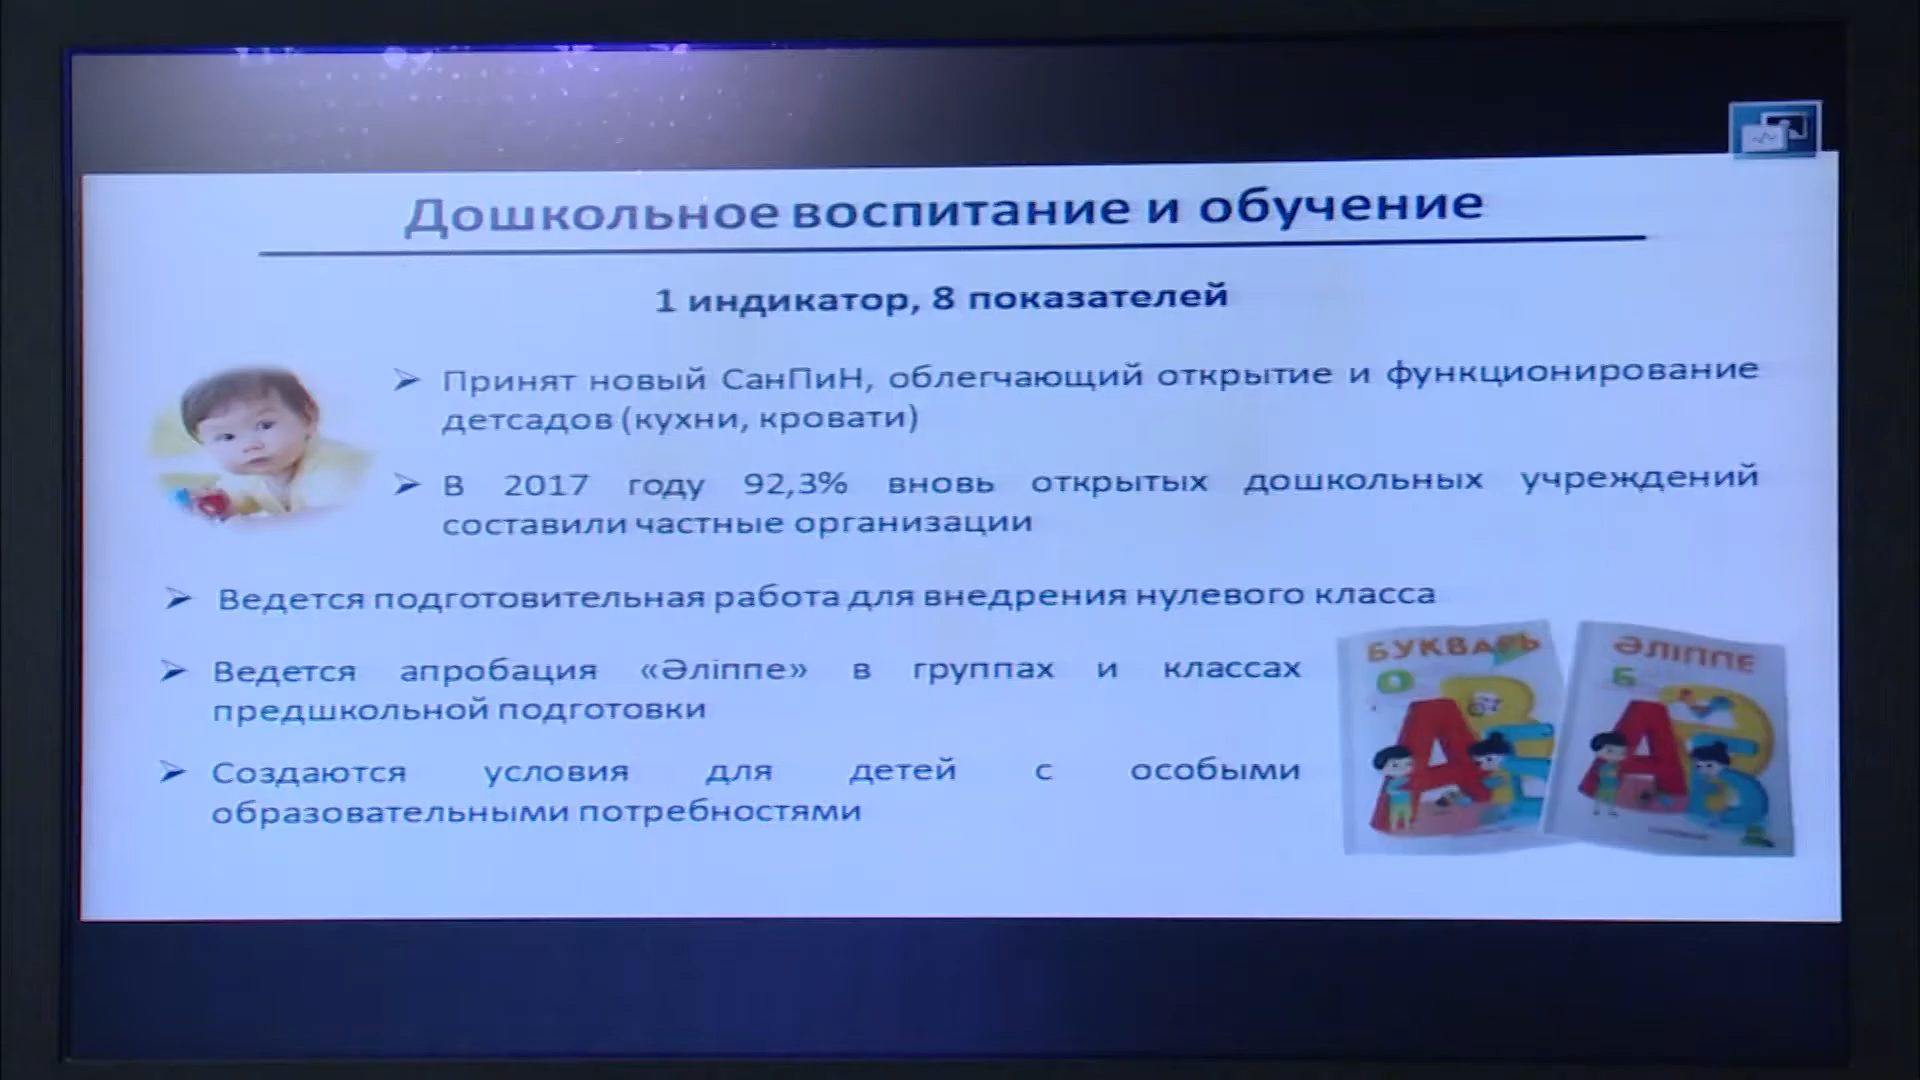 Дошкольное воспитание и обучение
1 индикатор, 8 показателей
➢ Принят новый СанПиН, облегчающий открытие и функционирование
детсадов (кухни, кровати)
➢ В 2017 году 92,3% вновь открытых дошкольных учреждений
составили частные организации
➢ Ведется подготовительная работа для внедрения нулевого класса
➢ Ведется апробация «Әліппе» в группах и классах
предшкольной подготовки
➢ Создаются условия для детей с особыми
образовательными потребностями
БУКВАРЬ
ӘЛІППЕ